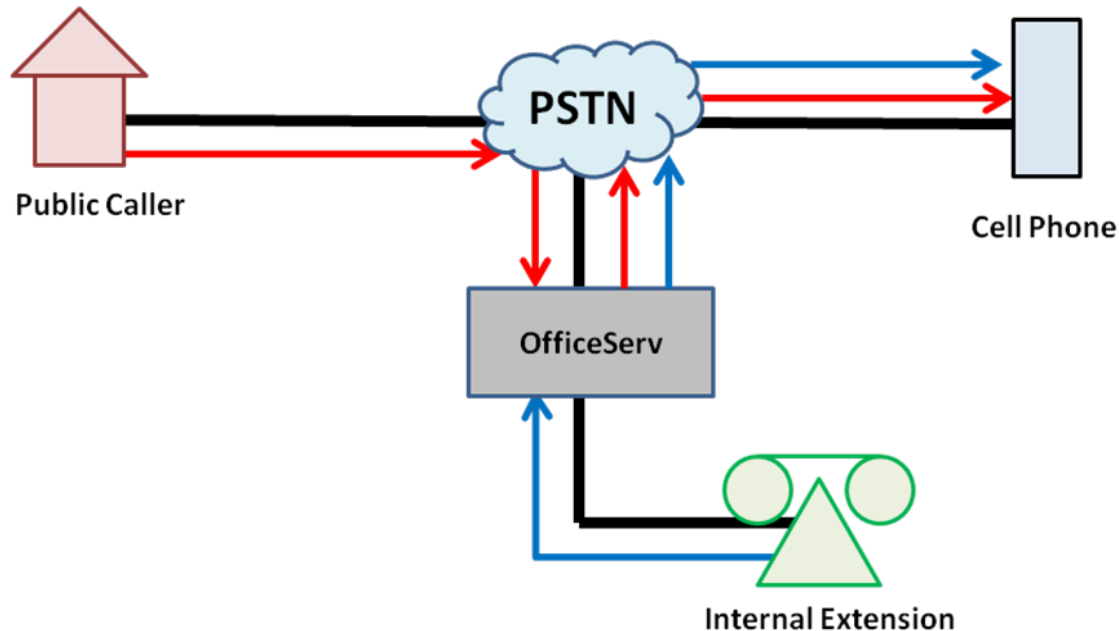 PSTN
Public Caller
Cell Phone
OfficeServ
Internal Extension